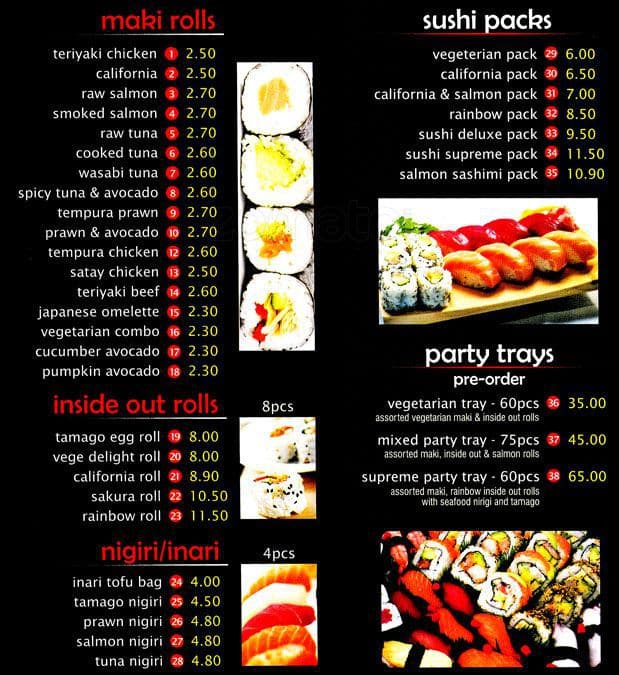 maki rolls
teriyaki chicken 1 2.50
california 2 2.50
raw salmon 3 2.70
smoked salmon 4 2.70
raw tuna 5 2.70
cooked tuna 6 2.60
wasabi tuna 7 2.60
spicy tuna & avocado 8 2.60
tempura prawn 9 2.70
prawn & avocado 10 2.70
tempura chicken 12 2.60
satay chicken 13 2.50
teriyaki beef 14 2.60
japanese omelette 15 2.30
vegetarian combo 16 2.30
cucumber avocado 17 2.30
pumpkin avocado 18 2.30
inside out rolls 8pcs
tamago egg roll 19 8.00
vege delight roll 20 8.00
california roll 21 8.90
sakura roll 22 10.50
rainbow roll 23 11.50
nigiri/inari 4pcs
inari tofu bag 24 4.00
tamago nigiri 25 4.50
prawn nigiri 26 4.80
salmon nigiri 27 4.80
tuna nigiri 28 4.80
sushi packs
vegeterian pack 29 6.00
california pack 30 6.50
california & salmon pack 31 7.00
rainbow pack 32 8.50
sushi deluxe pack 33 9.50
sushi supreme pack 34 11.50
salmon sashimi pack 35 10.90
party trays
pre-order
vegetarian tray - 60pcs 36 35.00
assorted vegetarian maki & inside out rolls
mixed party tray - 75pcs 37 45.00
assorted maki, inside out & salmon rolls
supreme party tray - 60pcs 38 65.00
assorted maki, rainbow inside out rolls
with seafood nirigi and tamago